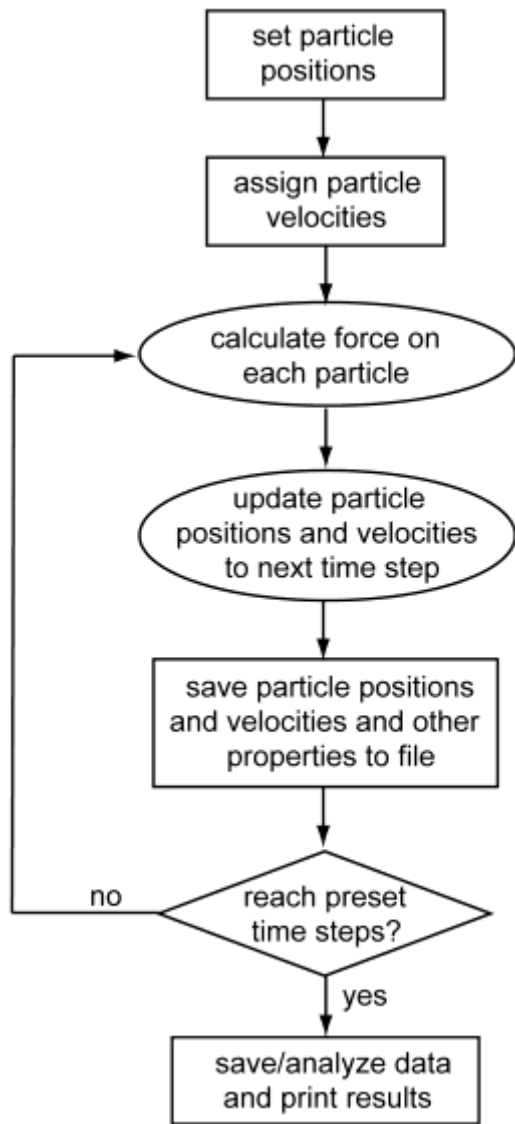 set particle
positions
assign particle
velocities
calculate force on
each particle
update particle
positions and velocities
to next time step
save particle positions
and velocities and other
properties to file
reach preset
time steps?
no
yes
save/analyze data
and print results